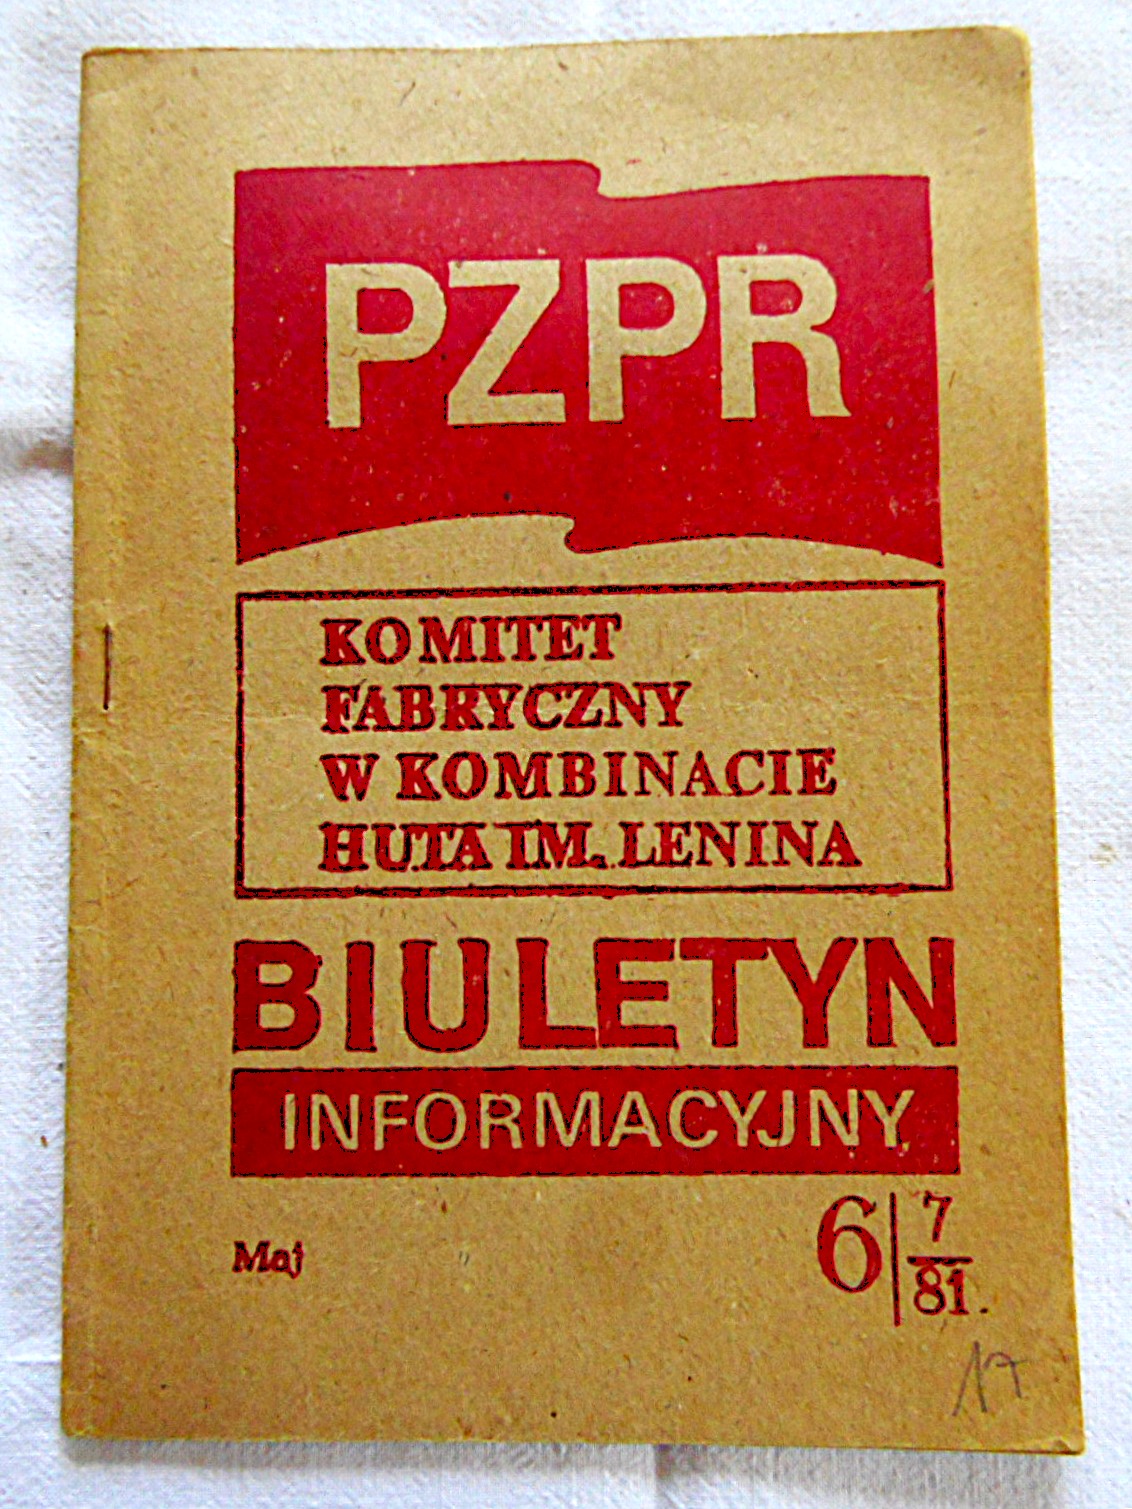 PZPR
KOMITET
FABRYCZNY
W KOMBINACIE
HUTA IM. LENINA
BIULETYN
INFORMACYJNY
Maj
6/7/81.
17